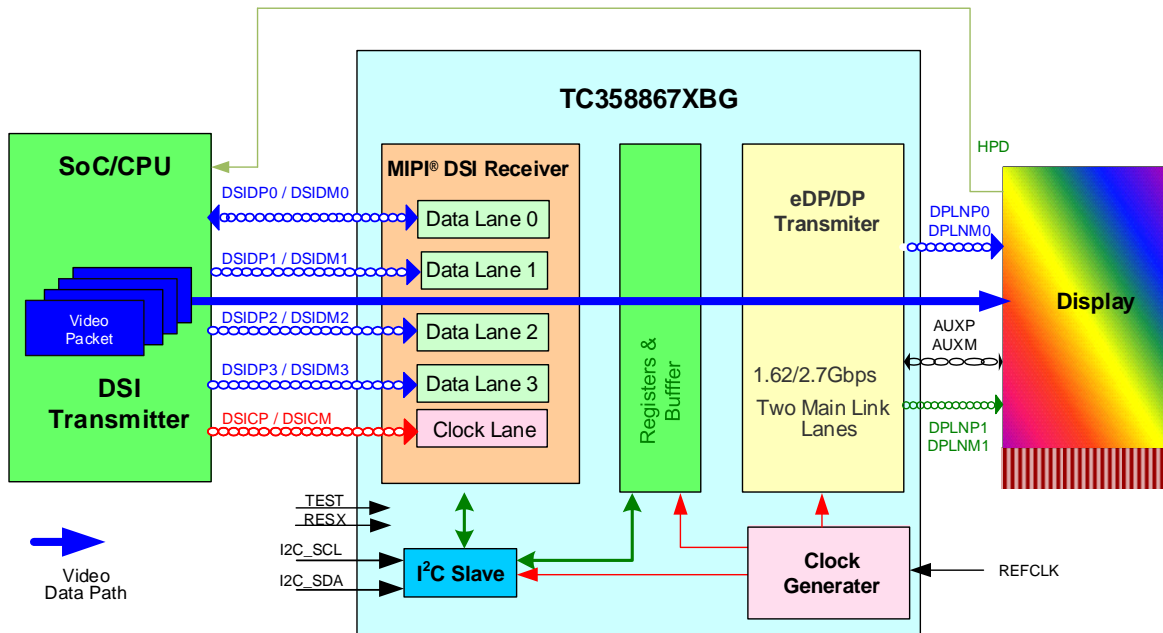 TC358867XBG
HPD
SoC/CPU
MIPI® DSI Receiver
DSIDP0 / DSIDM0
Data Lane 0
eDP/DP
Transmiter
DPLNP0
DPLNM0
DSIDP1 / DSIDM1
Data Lane 1
Video
Packet
Display
DSIDP2 / DSIDM2
Data Lane 2
AUXP
AUXM
DSI
Transmitter
DSIDP3 / DSIDM3
Data Lane 3
Registers &
Bufffer
1.62/2.7Gbps
Two Main Link
Lanes
DSICP / DSICM
Clock Lane
DPLNP1
DPLNM1
TEST
RESX
I2C_SCL
I2C_SDA
I²C Slave
Clock
Generater
REFCLK
Video
Data Path